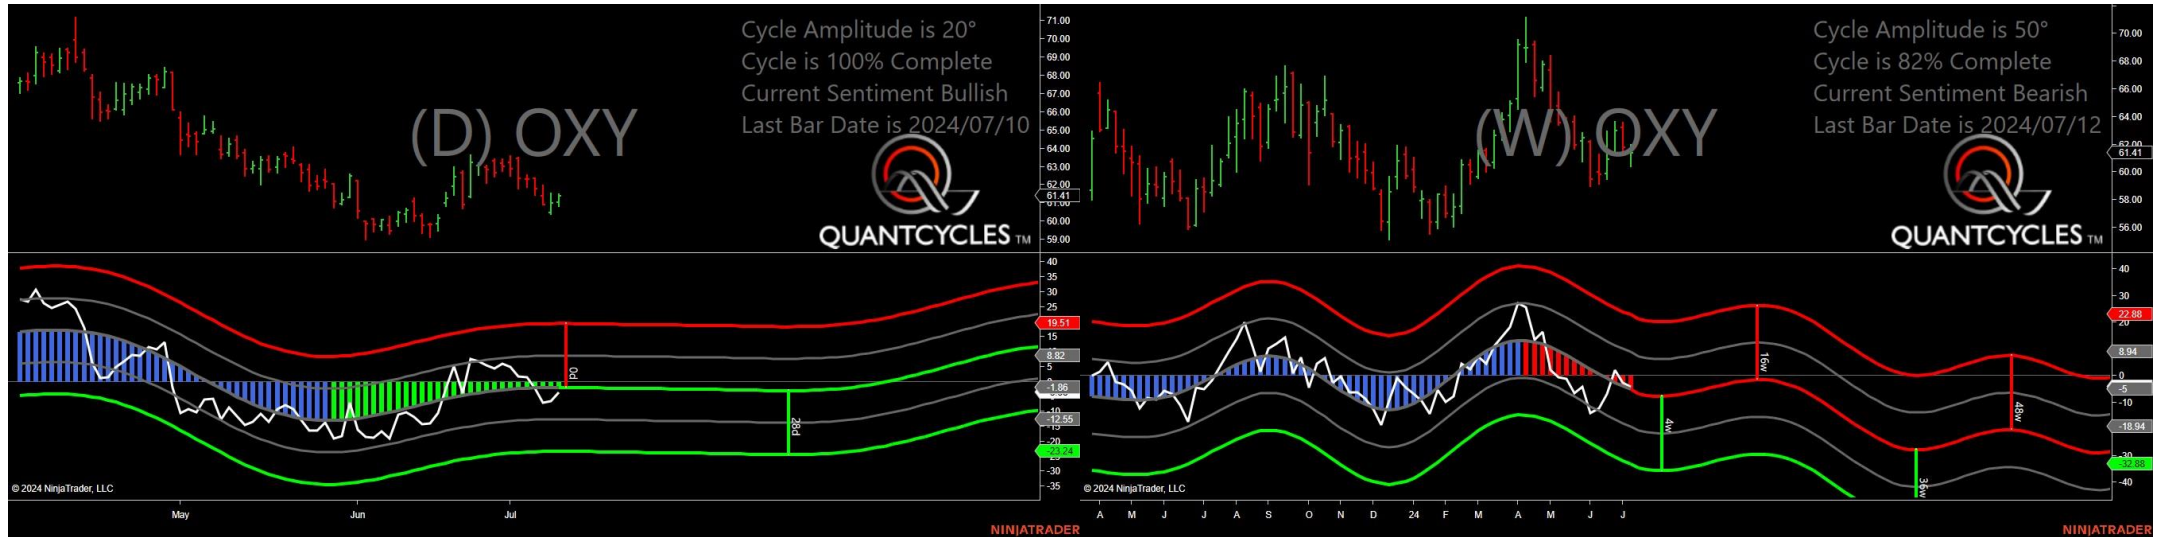 Cycle Amplitude is 20°
Cycle is 100% Complete
Current Sentiment Bullish
Last Bar Date is 2024/07/10
(D) OXY
QUANTCYCLES TM
71.00
70.00
69.00
68.00
67.00
66.00
65.00
64.00
63.00
62.00
61.41
61.00
60.00
59.00
40
35
30
25
19.51
15
8.82
5
-1.86
-10
-12.55
-15
-20
-23.24
-30
-35
0d
28d
© 2024 NinjaTrader, LLC
May
Jun
Jul
NINJATRADER
Cycle Amplitude is 50°
Cycle is 82% Complete
Current Sentiment Bearish
Last Bar Date is 2024/07/12
(W) OXY
QUANTCYCLES TM
70.00
68.00
66.00
64.00
62.00
61.41
60.00
58.00
56.00
40
30
22.88
20
8.94
0
-5
-10
-18.94
-30
-32.88
-40
16w
4w
48w
36w
© 2024 NinjaTrader, LLC
A M J J A S O N D 24 F M A M J J
NINJATRADER